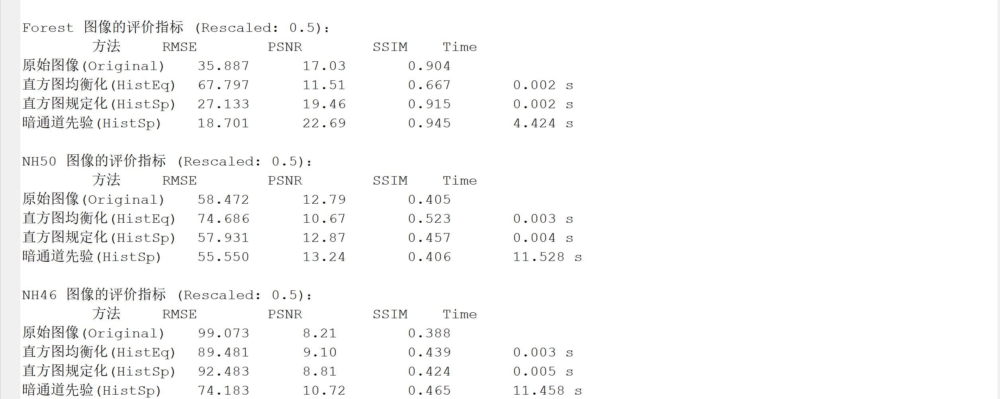 Forest 图像的评价指标 (Rescaled: 0.5):
方法 RMSE PSNR SSIM Time
原始图像(Original) 35.887 17.03 0.904
直方图均衡化(HistEq) 67.797 11.51 0.667 0.002 s
直方图规定化(HistSp) 27.133 19.46 0.915 0.002 s
暗通道先验(HistSp) 18.701 22.69 0.945 4.424 s
NH50 图像的评价指标 (Rescaled: 0.5):
方法 RMSE PSNR SSIM Time
原始图像(Original) 58.472 12.79 0.405
直方图均衡化(HistEq) 74.686 10.67 0.523 0.003 s
直方图规定化(HistSp) 57.931 12.87 0.457 0.004 s
暗通道先验(HistSp) 55.550 13.24 0.406 11.528 s
NH46 图像的评价指标 (Rescaled: 0.5):
方法 RMSE PSNR SSIM Time
原始图像(Original) 99.073 8.21 0.388
直方图均衡化(HistEq) 89.481 9.10 0.439 0.003 s
直方图规定化(HistSp) 92.483 8.81 0.424 0.005 s
暗通道先验(HistSp) 74.183 10.72 0.465 11.458 s